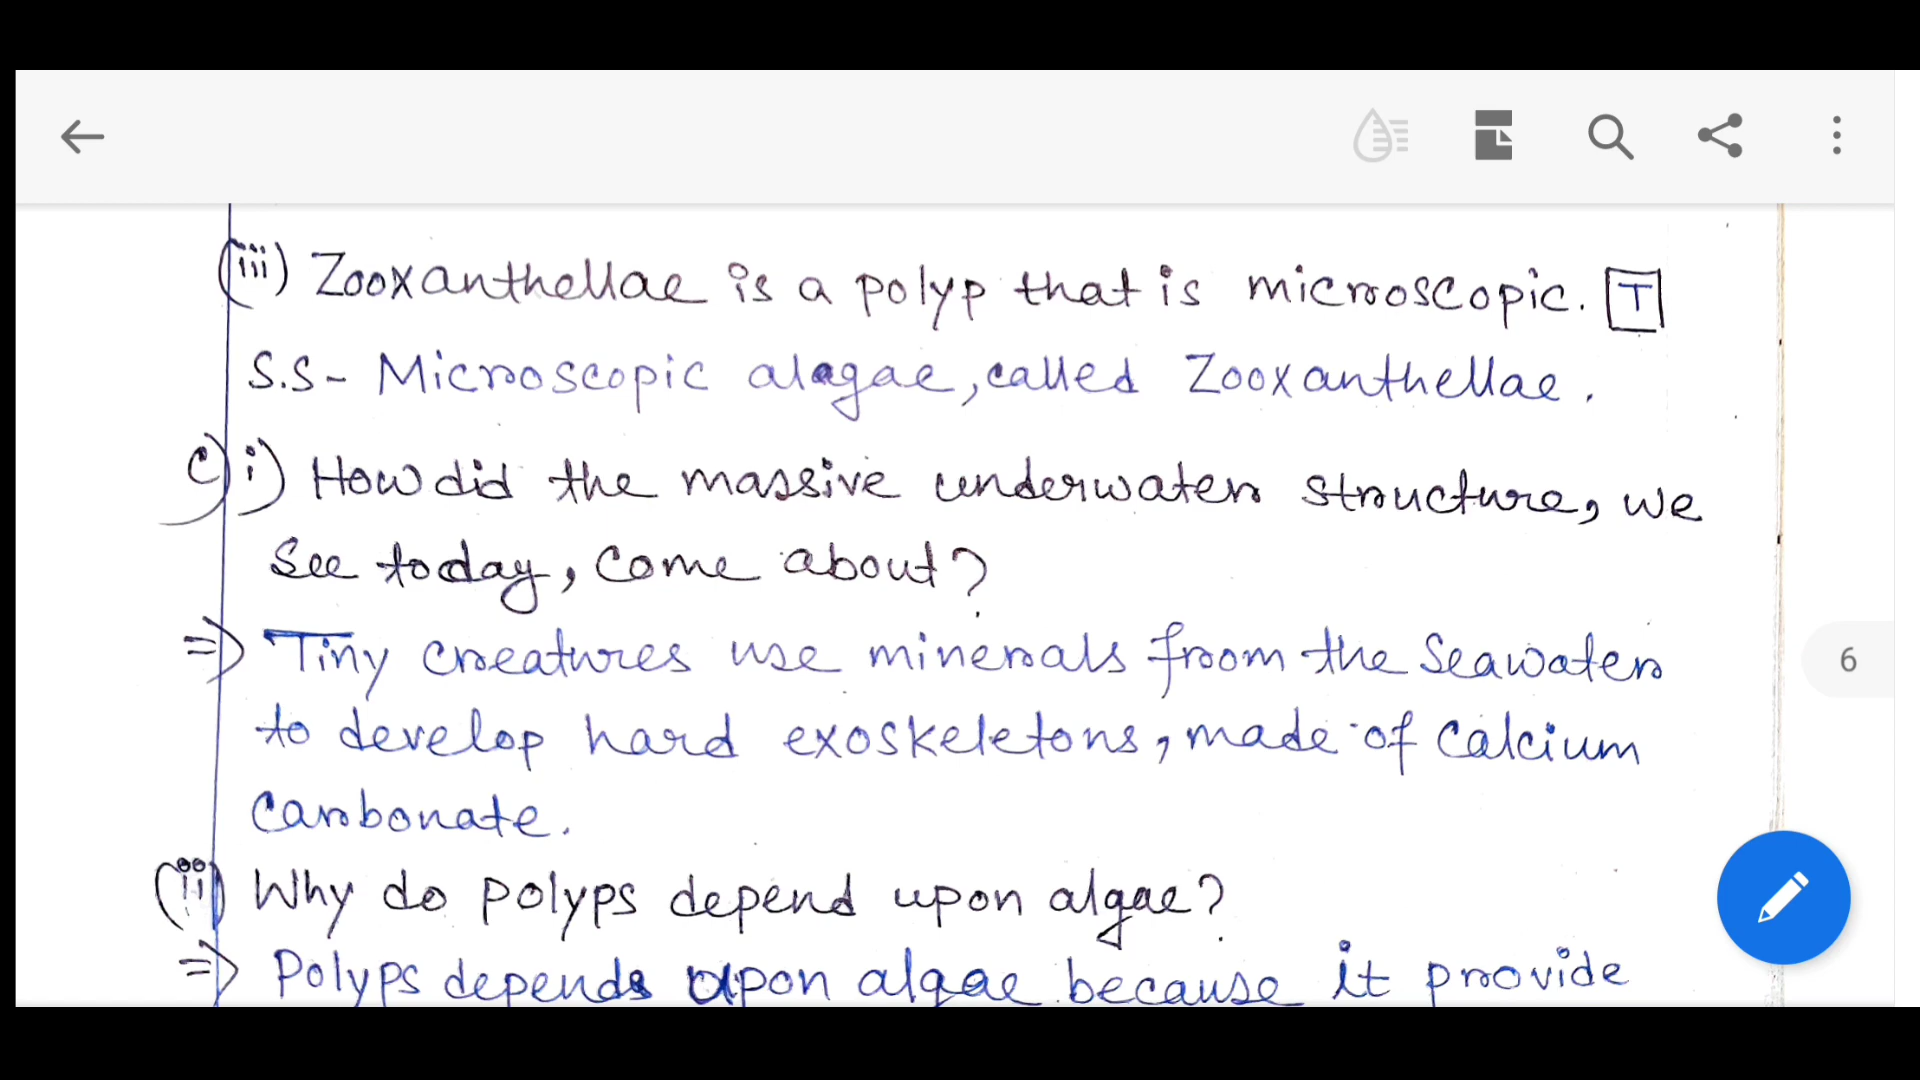 (iii) Zooxanthellae is a polyp that is microscopic. T
S.S- Microscopic alagae, called Zooxanthellae.
c) i) How did the massive underwater structure, we
See today, come about?
=> Tiny creatures use minerals from the Seawater
to develop hard exoskeletons, made of Calcium
Carbonate.
6
(ii) Why do polyps depend upon algae?
=> Polyps depends upon algae because it provide